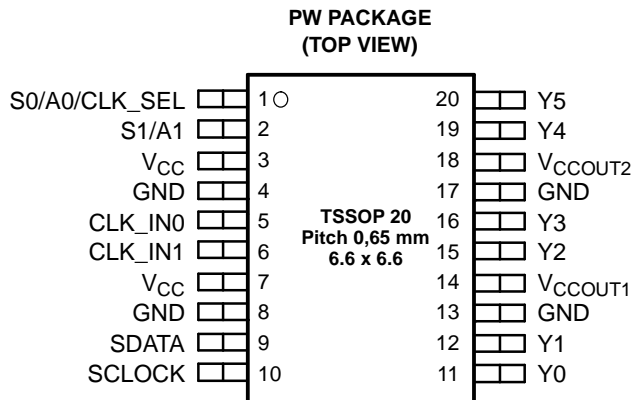 PW PACKAGE
(TOP VIEW)
S0/A0/CLK_SEL 1 20 Y5
S1/A1 2 19 Y4
VCC 3 18 VCCOUT2
GND 4 17 GND
CLK_IN0 5 16 Y3
CLK_IN1 6 15 Y2
VCC 7 14 VCCOUT1
GND 8 13 GND
SDATA 9 12 Y1
SCLOCK 10 11 Y0
TSSOP 20
Pitch 0,65 mm
6.6 x 6.6